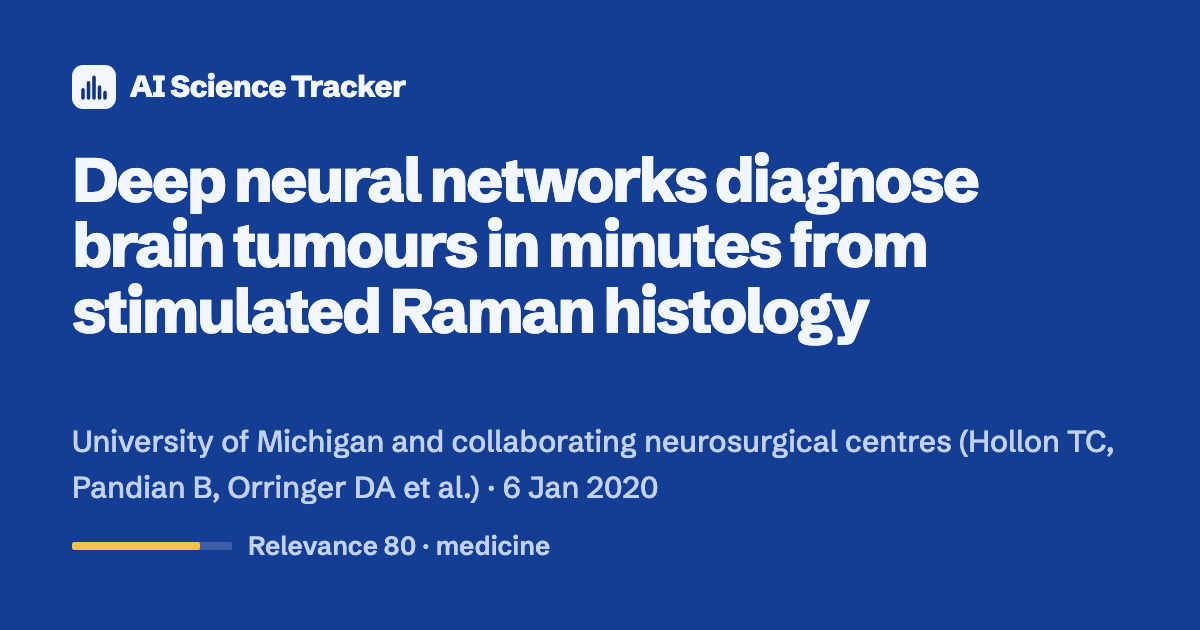 AI Science Tracker
Deep neural networks diagnose
brain tumours in minutes from
stimulated Raman histology
University of Michigan and collaborating neurosurgical centres (Hollon TC,
Pandian B, Orringer DA et al.) · 6 Jan 2020
Relevance 80 · medicine